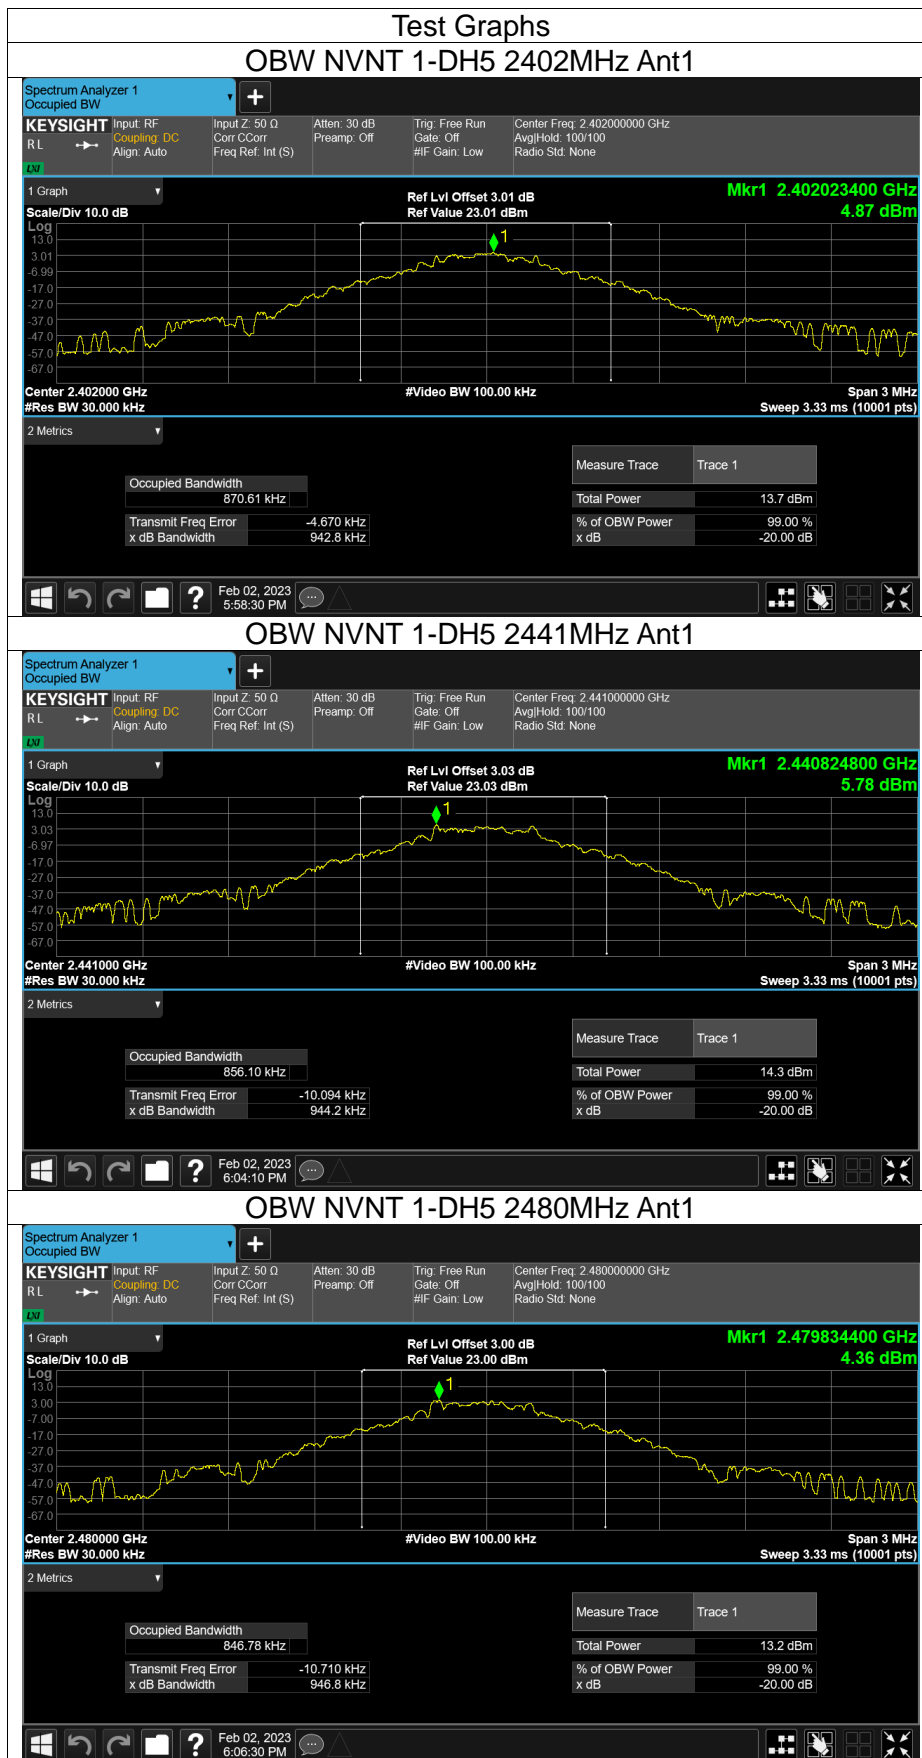 Test Graphs
OBW NVNT 1-DH5 2402MHz Ant1
Spectrum Analyzer 1
Occupied BW
KEYSIGHT Input: RF Input Z: 50 Ω Atten: 30 dB Trig: Free Run Center Freq: 2.402000000 GHz
RL Coupling: DC Corr CCorr Preamp: Off Gate: Off Avg|Hold: 100/100
Align: Auto Freq Ref: Int (S) #IF Gain: Low Radio Std: None
LXI
1 Graph Ref Lvl Offset 3.01 dB Mkr1 2.402023400 GHz
Scale/Div 10.0 dB Ref Value 23.01 dBm 4.87 dBm
Log
1
13.0
3.01
-6.99
-17.0
-27.0
-37.0
-47.0
-57.0
-67.0
Center 2.402000 GHz #Video BW 100.00 kHz Span 3 MHz
#Res BW 30.000 kHz Sweep 3.33 ms (10001 pts)
2 Metrics
Measure Trace Trace 1
Occupied Bandwidth
870.61 kHz Total Power 13.7 dBm
Transmit Freq Error -4.670 kHz % of OBW Power 99.00 %
x dB Bandwidth 942.8 kHz x dB -20.00 dB
Feb 02, 2023
5:58:30 PM
OBW NVNT 1-DH5 2441MHz Ant1
Spectrum Analyzer 1
Occupied BW
KEYSIGHT Input: RF Input Z: 50 Ω Atten: 30 dB Trig: Free Run Center Freq: 2.441000000 GHz
RL Coupling: DC Corr CCorr Preamp: Off Gate: Off Avg|Hold: 100/100
Align: Auto Freq Ref: Int (S) #IF Gain: Low Radio Std: None
LXI
1 Graph Ref Lvl Offset 3.03 dB Mkr1 2.440824800 GHz
Scale/Div 10.0 dB Ref Value 23.03 dBm 5.78 dBm
Log
1
13.0
3.03
-6.97
-17.0
-27.0
-37.0
-47.0
-57.0
-67.0
Center 2.441000 GHz #Video BW 100.00 kHz Span 3 MHz
#Res BW 30.000 kHz Sweep 3.33 ms (10001 pts)
2 Metrics
Measure Trace Trace 1
Occupied Bandwidth
856.10 kHz Total Power 14.3 dBm
Transmit Freq Error -10.094 kHz % of OBW Power 99.00 %
x dB Bandwidth 944.2 kHz x dB -20.00 dB
Feb 02, 2023
6:04:10 PM
OBW NVNT 1-DH5 2480MHz Ant1
Spectrum Analyzer 1
Occupied BW
KEYSIGHT Input: RF Input Z: 50 Ω Atten: 30 dB Trig: Free Run Center Freq: 2.480000000 GHz
RL Coupling: DC Corr CCorr Preamp: Off Gate: Off Avg|Hold: 100/100
Align: Auto Freq Ref: Int (S) #IF Gain: Low Radio Std: None
LXI
1 Graph Ref Lvl Offset 3.00 dB Mkr1 2.479834400 GHz
Scale/Div 10.0 dB Ref Value 23.00 dBm 4.36 dBm
Log
1
13.0
3.00
-7.00
-17.0
-27.0
-37.0
-47.0
-57.0
-67.0
Center 2.480000 GHz #Video BW 100.00 kHz Span 3 MHz
#Res BW 30.000 kHz Sweep 3.33 ms (10001 pts)
2 Metrics
Measure Trace Trace 1
Occupied Bandwidth
846.78 kHz Total Power 13.2 dBm
Transmit Freq Error -10.710 kHz % of OBW Power 99.00 %
x dB Bandwidth 946.8 kHz x dB -20.00 dB
Feb 02, 2023
6:06:30 PM